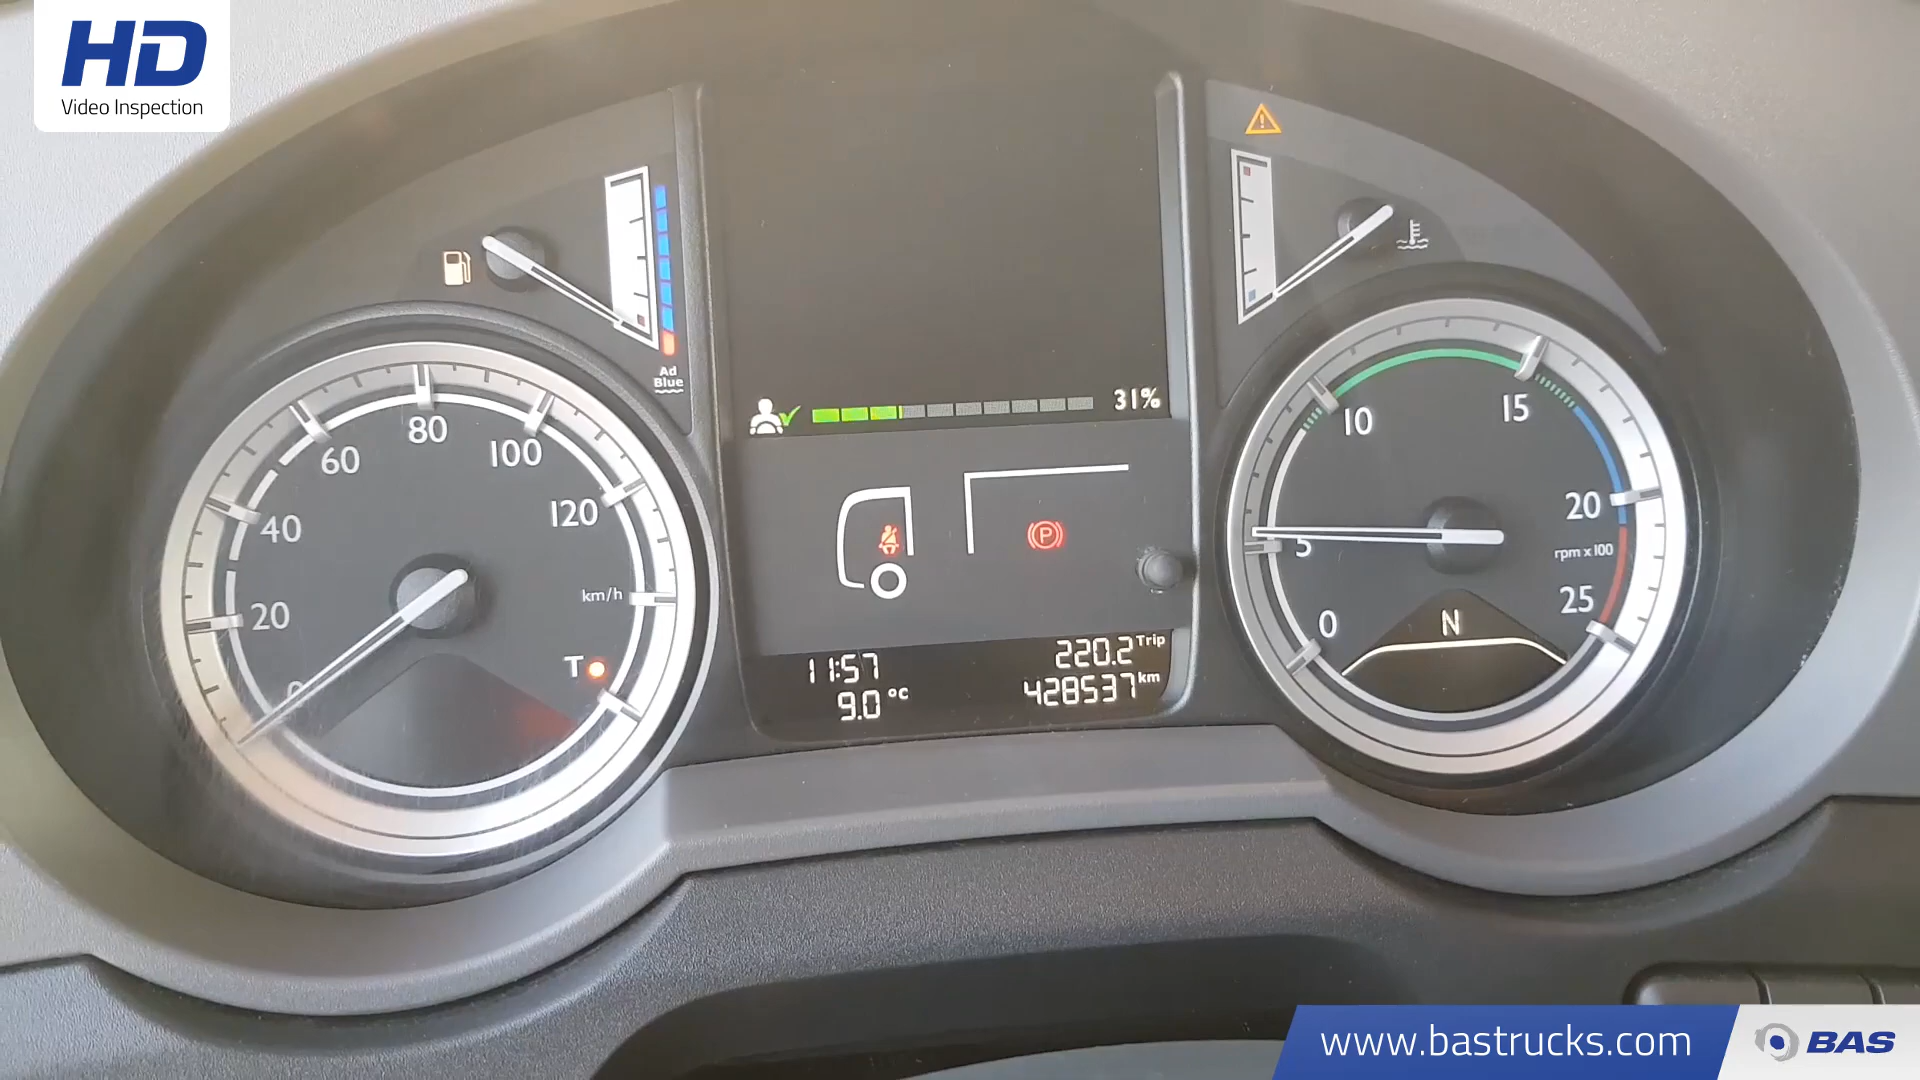 HD
Video Inspection
Ad
Blue
31%
0
20
40
60
80
100
120
km/h
T
11:57
9.0 °C
220.2 Trip
428537 km
P
0
5
10
15
20
25
rpm x 100
N
www.bastrucks.com
BAS